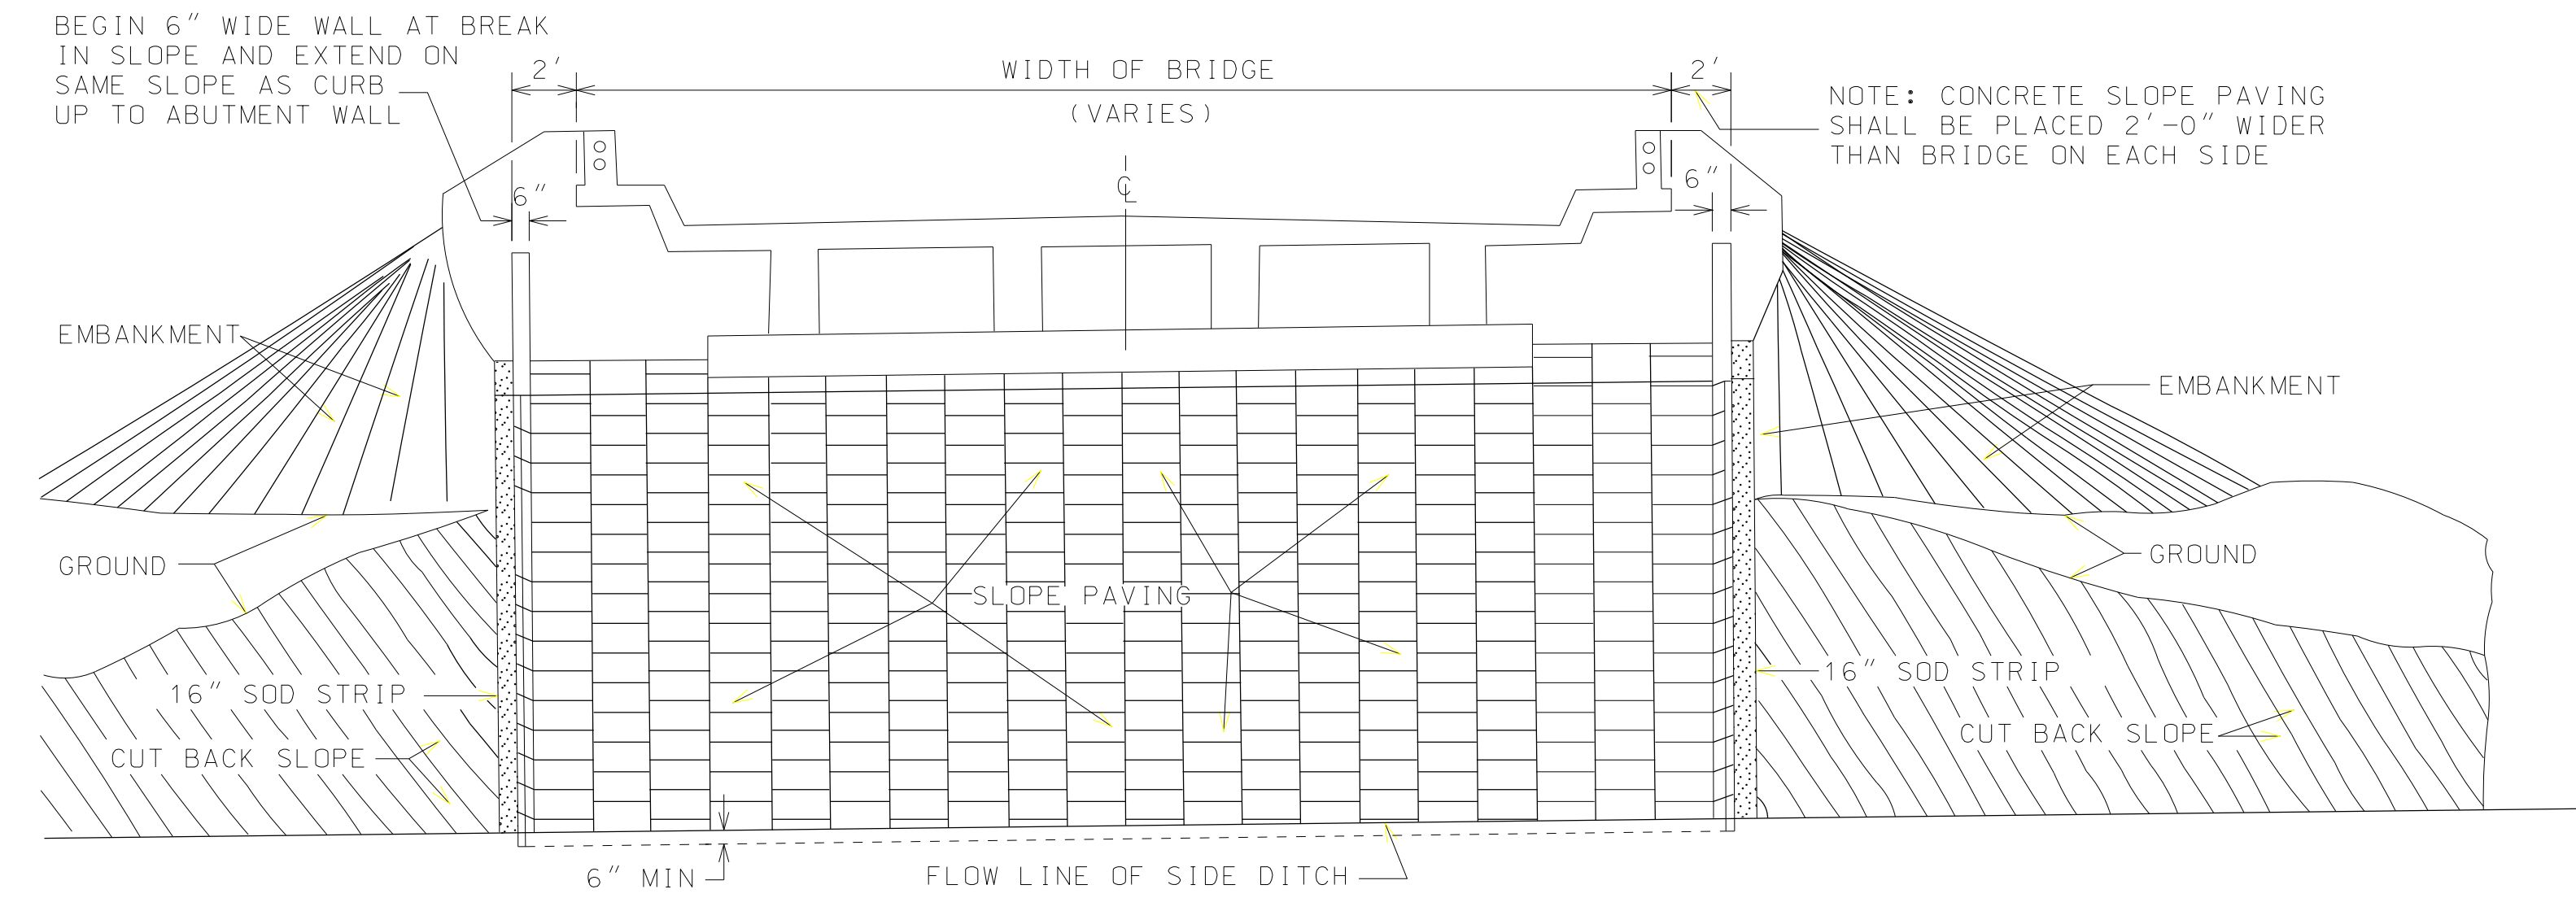 BEGIN 6" WIDE WALL AT BREAK
IN SLOPE AND EXTEND ON
SAME SLOPE AS CURB
UP TO ABUTMENT WALL
2'
WIDTH OF BRIDGE
(VARIES)
2'
NOTE: CONCRETE SLOPE PAVING
SHALL BE PLACED 2'-0" WIDER
THAN BRIDGE ON EACH SIDE
6"
℄
6"
EMBANKMENT
EMBANKMENT
GROUND
SLOPE PAVING
GROUND
16" SOD STRIP
16" SOD STRIP
CUT BACK SLOPE
CUT BACK SLOPE
6" MIN
FLOW LINE OF SIDE DITCH